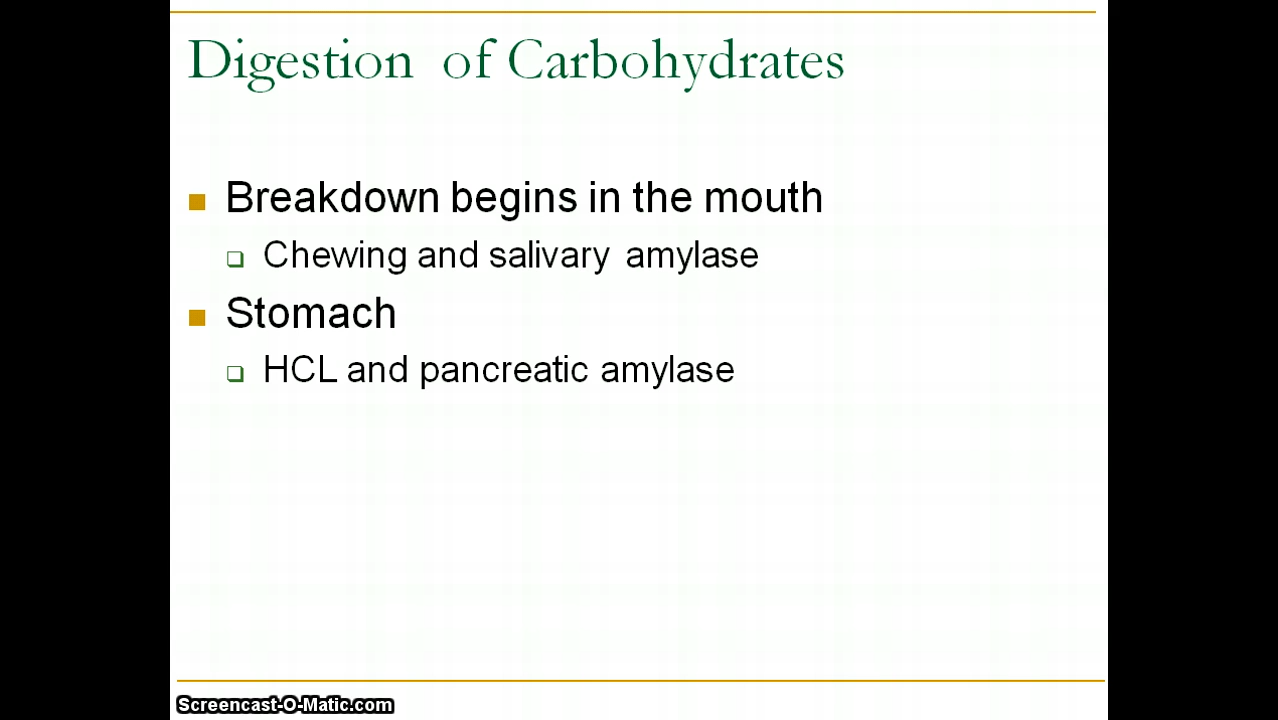 Digestion of Carbohydrates
Breakdown begins in the mouth
Chewing and salivary amylase
Stomach
HCL and pancreatic amylase
Screencast-O-Matic.com